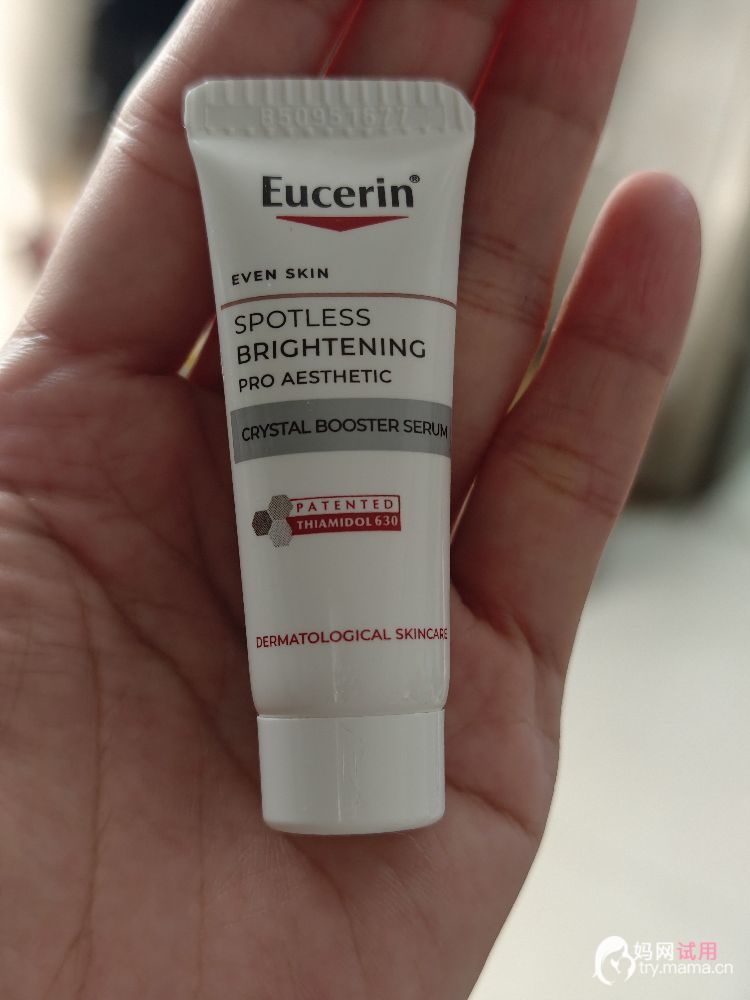 B50951677
Eucerin®
EVEN SKIN
SPOTLESS
BRIGHTENING
PRO AESTHETIC
CRYSTAL BOOSTER SERUM
PATENTED
THIAMIDOL 630
DERMATOLOGICAL SKINCARE
妈网试用
try.mama.cn